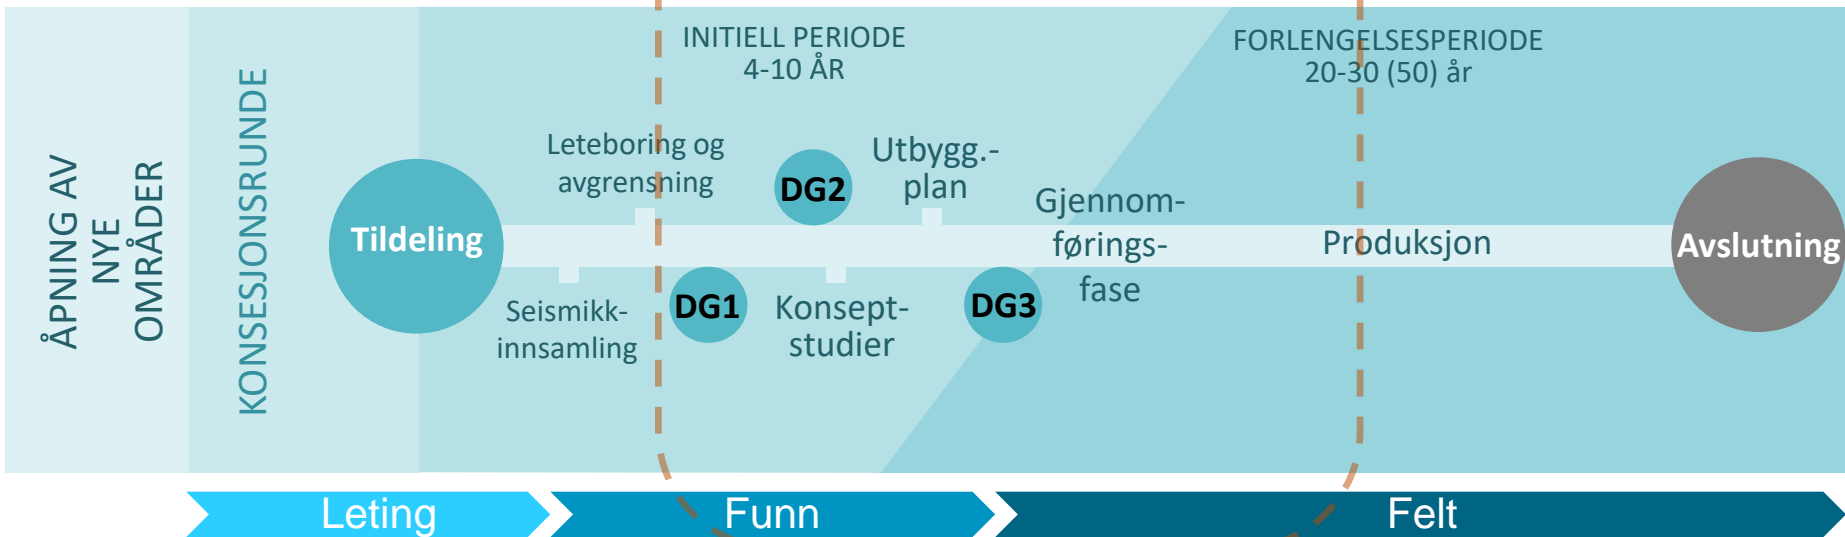 ÅPNING AV
NYE
OMRÅDER
KONSESJONSRUNDE
INITIELL PERIODE
4-10 ÅR
FORLENGELSESPERIODE
20-30 (50) år
Tildeling
Leteboring og
avgrensning
Seismikk-
innsamling
DG1
DG2
Konsept-
studier
Utbygg.-
plan
DG3
Gjennom-
førings-
fase
Produksjon
Avslutning
Leting
Funn
Felt